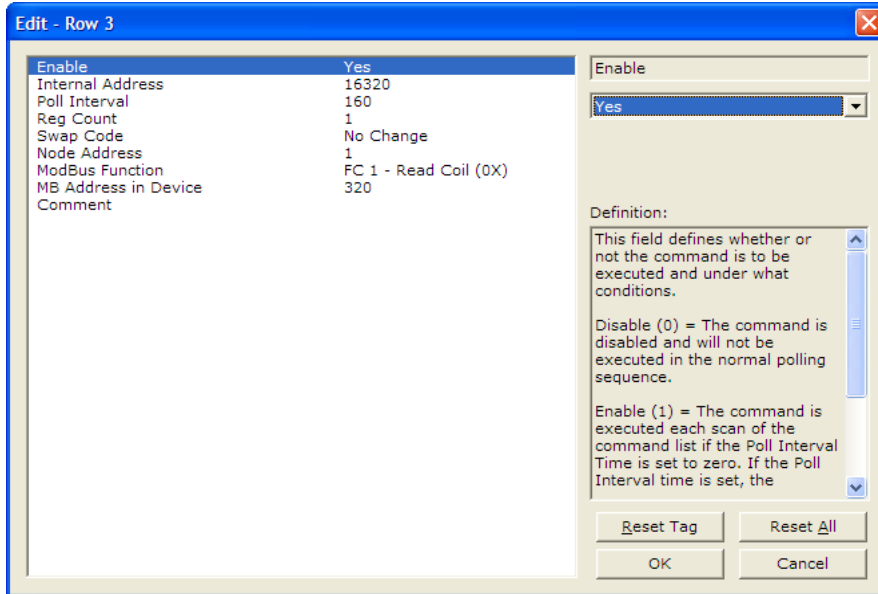 Edit - Row 3
Enable Yes
Internal Address 16320
Poll Interval 160
Reg Count 1
Swap Code No Change
Node Address 1
ModBus Function FC 1 - Read Coil (0X)
MB Address in Device 320
Comment
Enable
Yes
Definition:
This field defines whether or
not the command is to be
executed and under what
conditions.
Disable (0) = The command is
disabled and will not be
executed in the normal polling
sequence.
Enable (1) = The command is
executed each scan of the
command list if the Poll Interval
Time is set to zero. If the Poll
Interval time is set, the
Reset Tag Reset All
OK Cancel